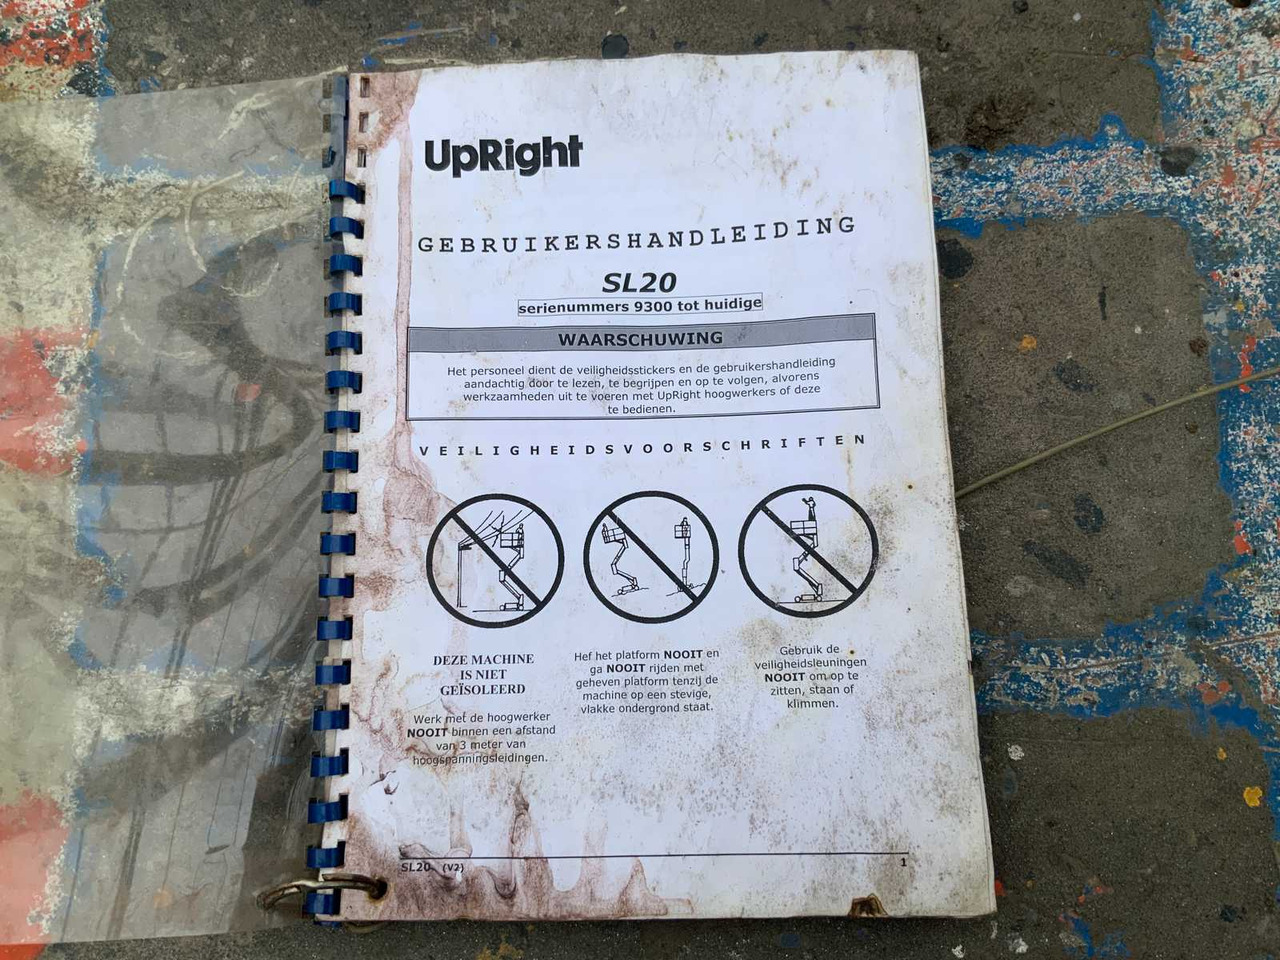 UpRight
GEBRUIKERSHANDLEIDING
SL20
serienummers 9300 tot huidige
WAARSCHUWING
Het personeel dient de veiligheidsstickers en de gebruikershandleiding
aandachtig door te lezen, te begrijpen en op te volgen, alvorens
werkzaamheden uit te voeren met UpRight hoogwerkers of deze
te bedienen.
VEILIGHEIDSVOORSCHRIFTEN
DEZE MACHINE
IS NIET
GEÏSOLEERD
Werk met de hoogwerker
NOOIT binnen een afstand
van 3 meter van
hoogspanningsleidingen.
Hef het platform NOOIT en
ga NOOIT rijden met
geheven platform tenzij de
machine op een stevige,
vlakke ondergrond staat.
Gebruik de
veiligheidsleuningen
NOOIT om op te
zitten, staan of
klimmen.
SL20 (V2)
1